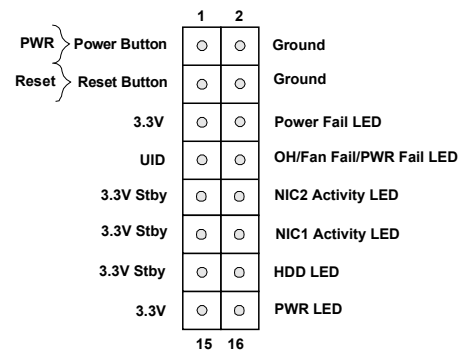 1 2
PWR Power Button Ground
Reset Reset Button Ground
3.3V Power Fail LED
UID OH/Fan Fail/PWR Fail LED
3.3V Stby NIC2 Activity LED
3.3V Stby NIC1 Activity LED
3.3V Stby HDD LED
3.3V PWR LED
15 16